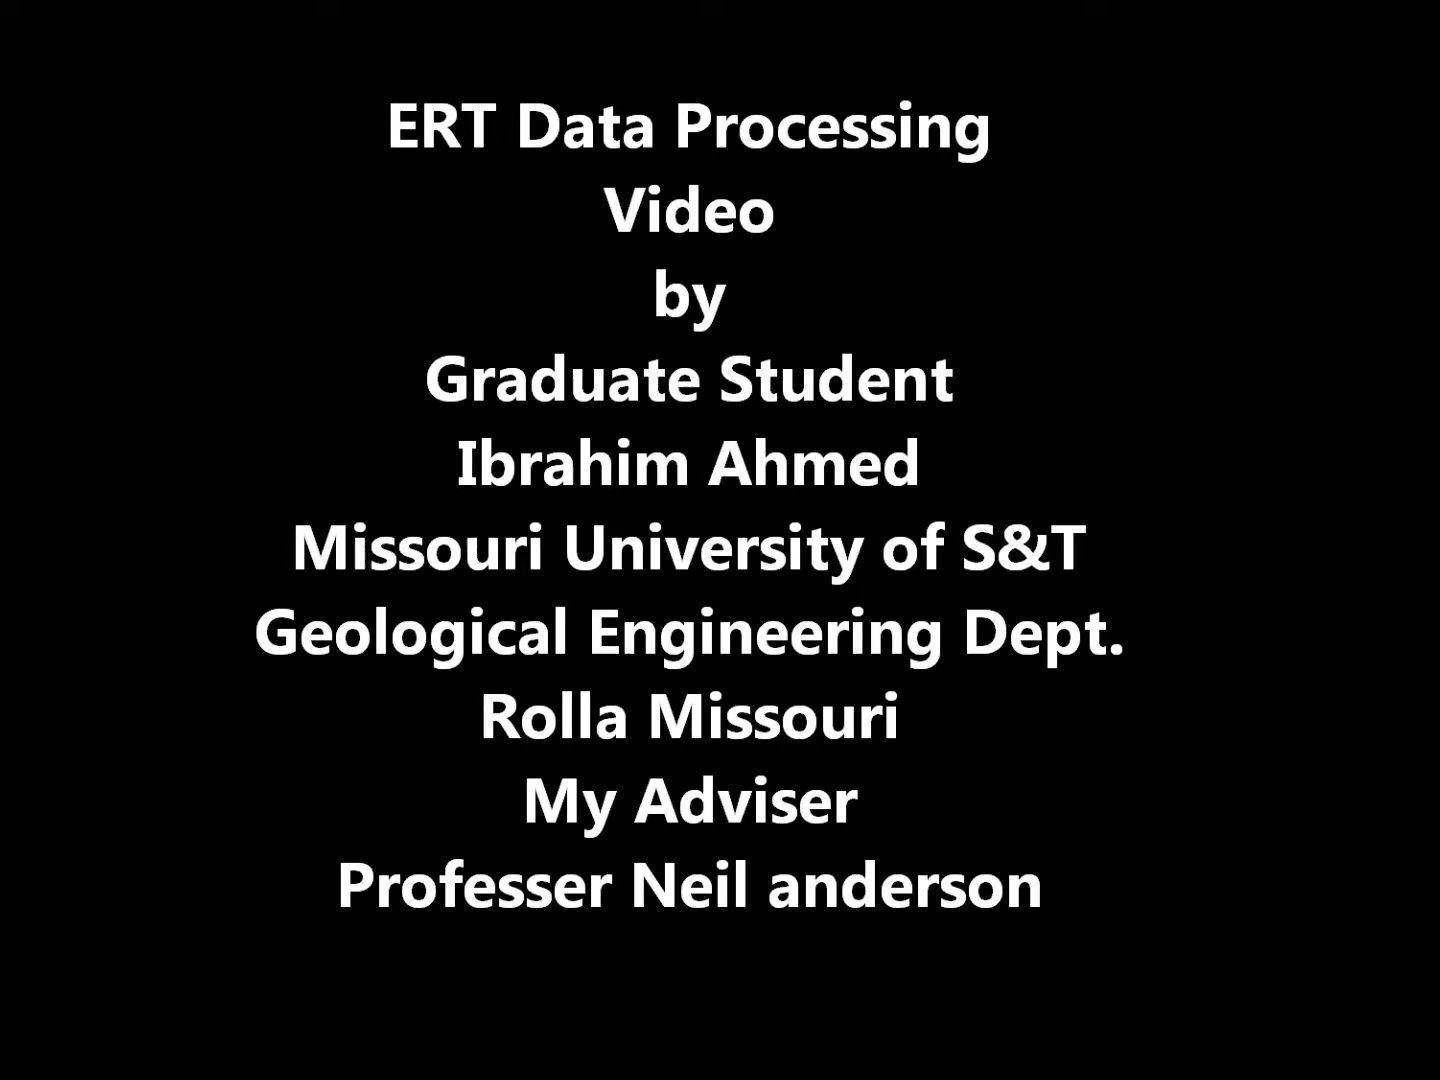 ERT Data Processing
Video
by
Graduate Student
Ibrahim Ahmed
Missouri University of S&T
Geological Engineering Dept.
Rolla Missouri
My Adviser
Professer Neil anderson